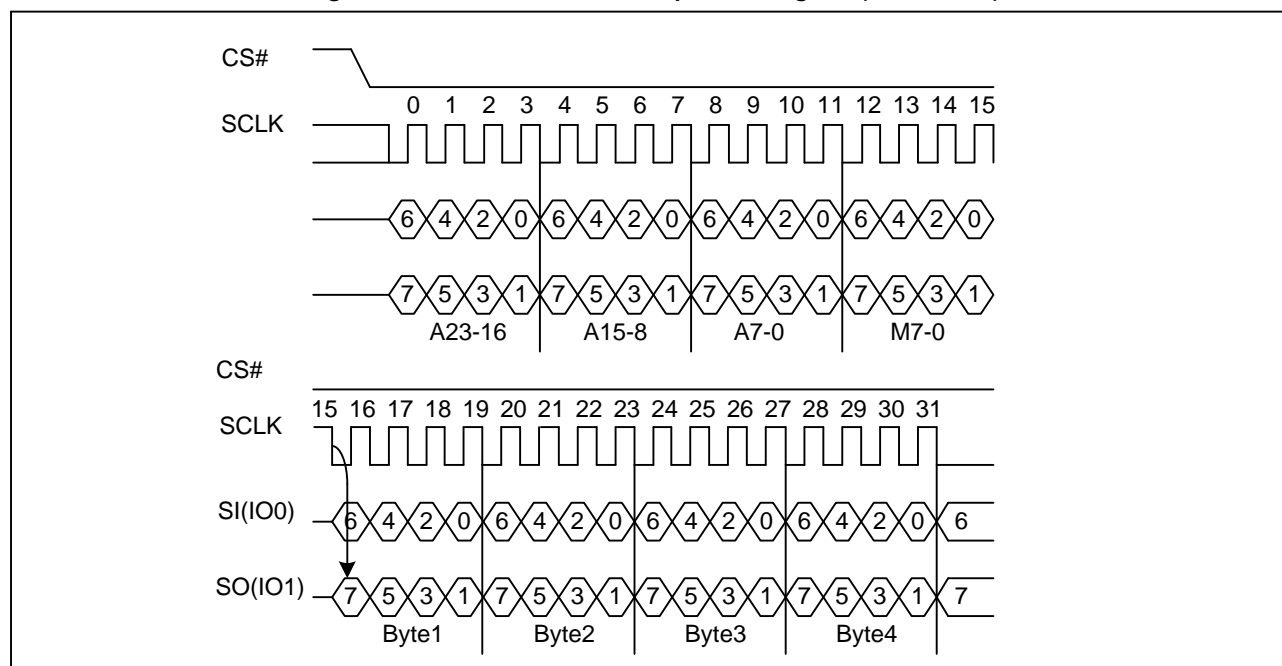 CS#
0 1 2 3 4 5 6 7 8 9 10 11 12 13 14 15
SCLK
6 4 2 0 6 4 2 0 6 4 2 0 6 4 2 0
7 5 3 1 7 5 3 1 7 5 3 1 7 5 3 1
A23-16 A15-8 A7-0 M7-0
CS#
15 16 17 18 19 20 21 22 23 24 25 26 27 28 29 30 31
SCLK
SI(IO0) 6 4 2 0 6 4 2 0 6 4 2 0 6 4 2 0 6
SO(IO1) 7 5 3 1 7 5 3 1 7 5 3 1 7 5 3 1 7
Byte1 Byte2 Byte3 Byte4